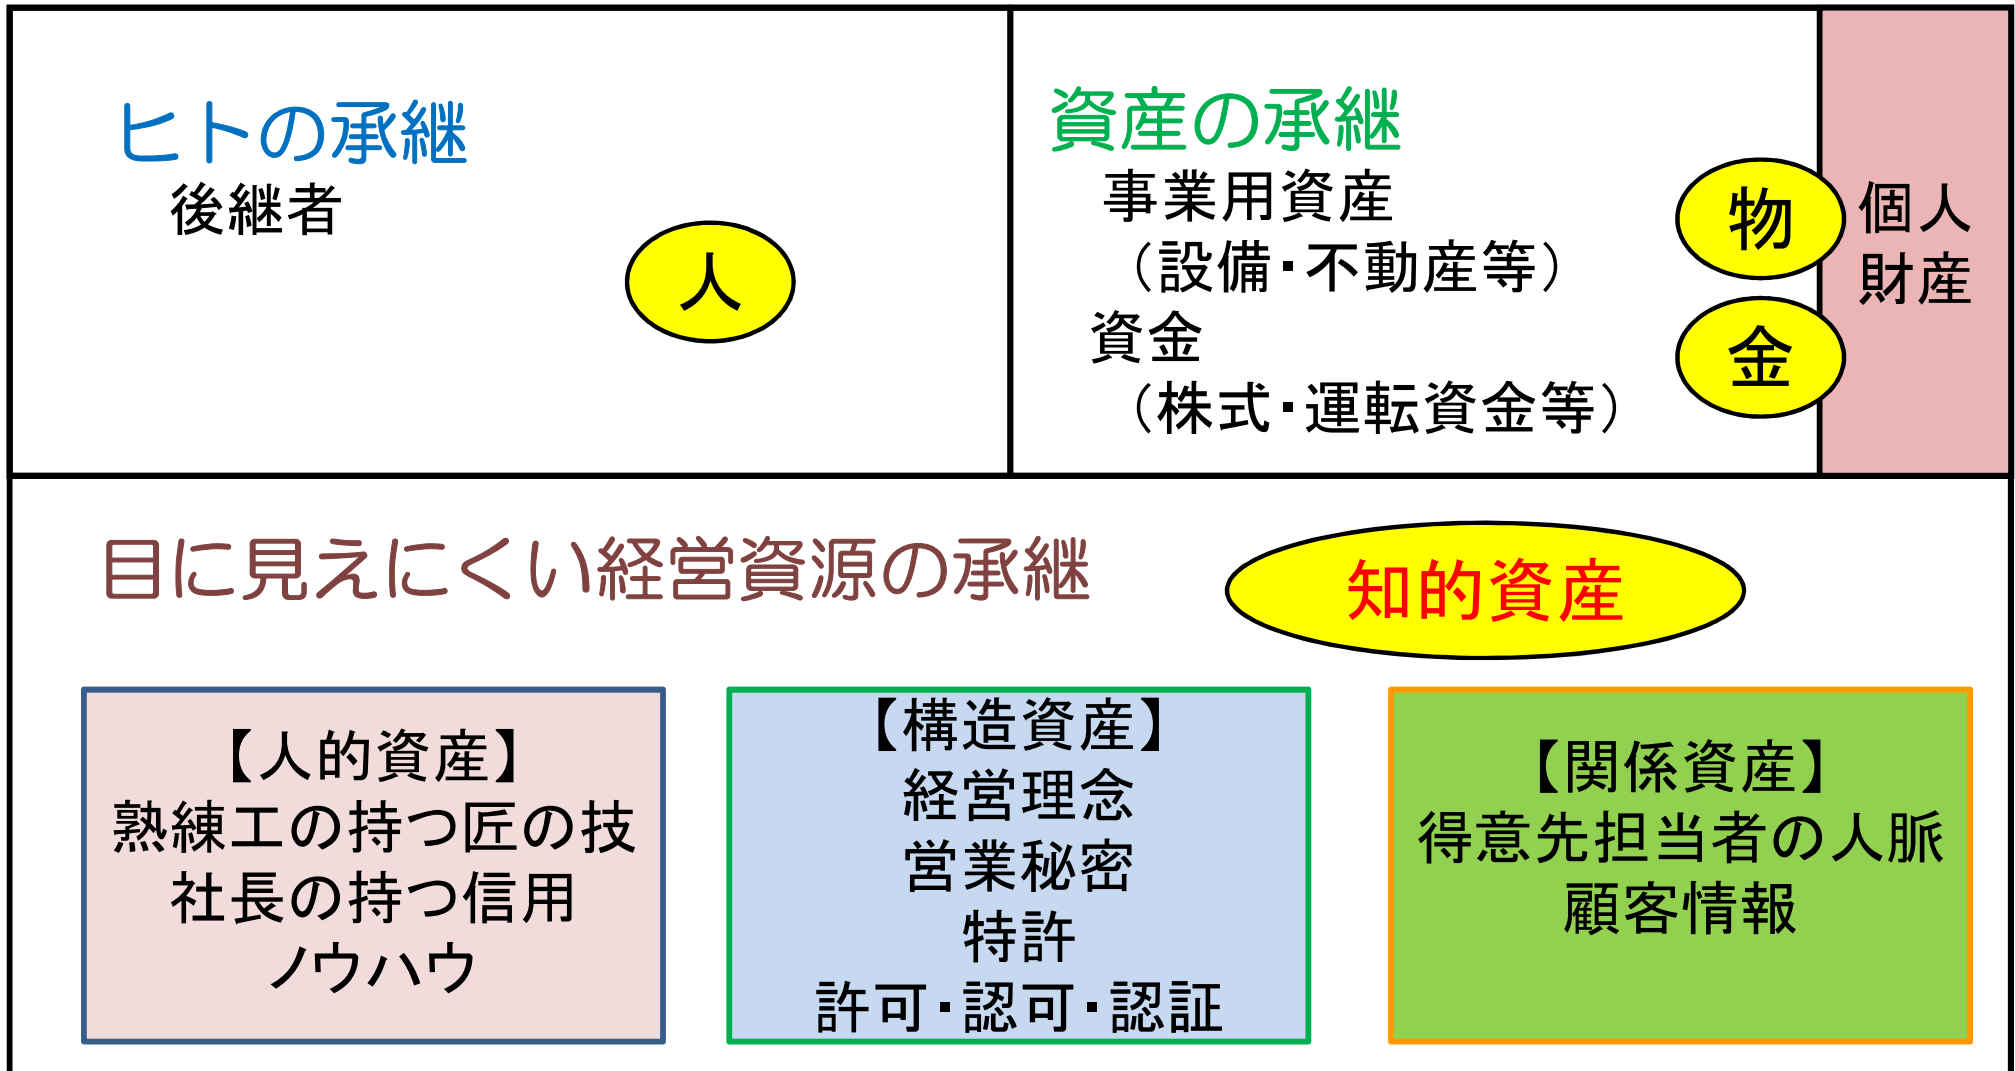 ヒトの承継
後継者
人
資産の承継
事業用資産
（設備・不動産等）
資金
（株式・運転資金等）
物
金
個人
財産
目に見えにくい経営資源の承継
知的資産
【人的資産】
熟練工の持つ匠の技
社長の持つ信用
ノウハウ
【構造資産】
経営理念
営業秘密
特許
許可・認可・認証
【関係資産】
得意先担当者の人脈
顧客情報